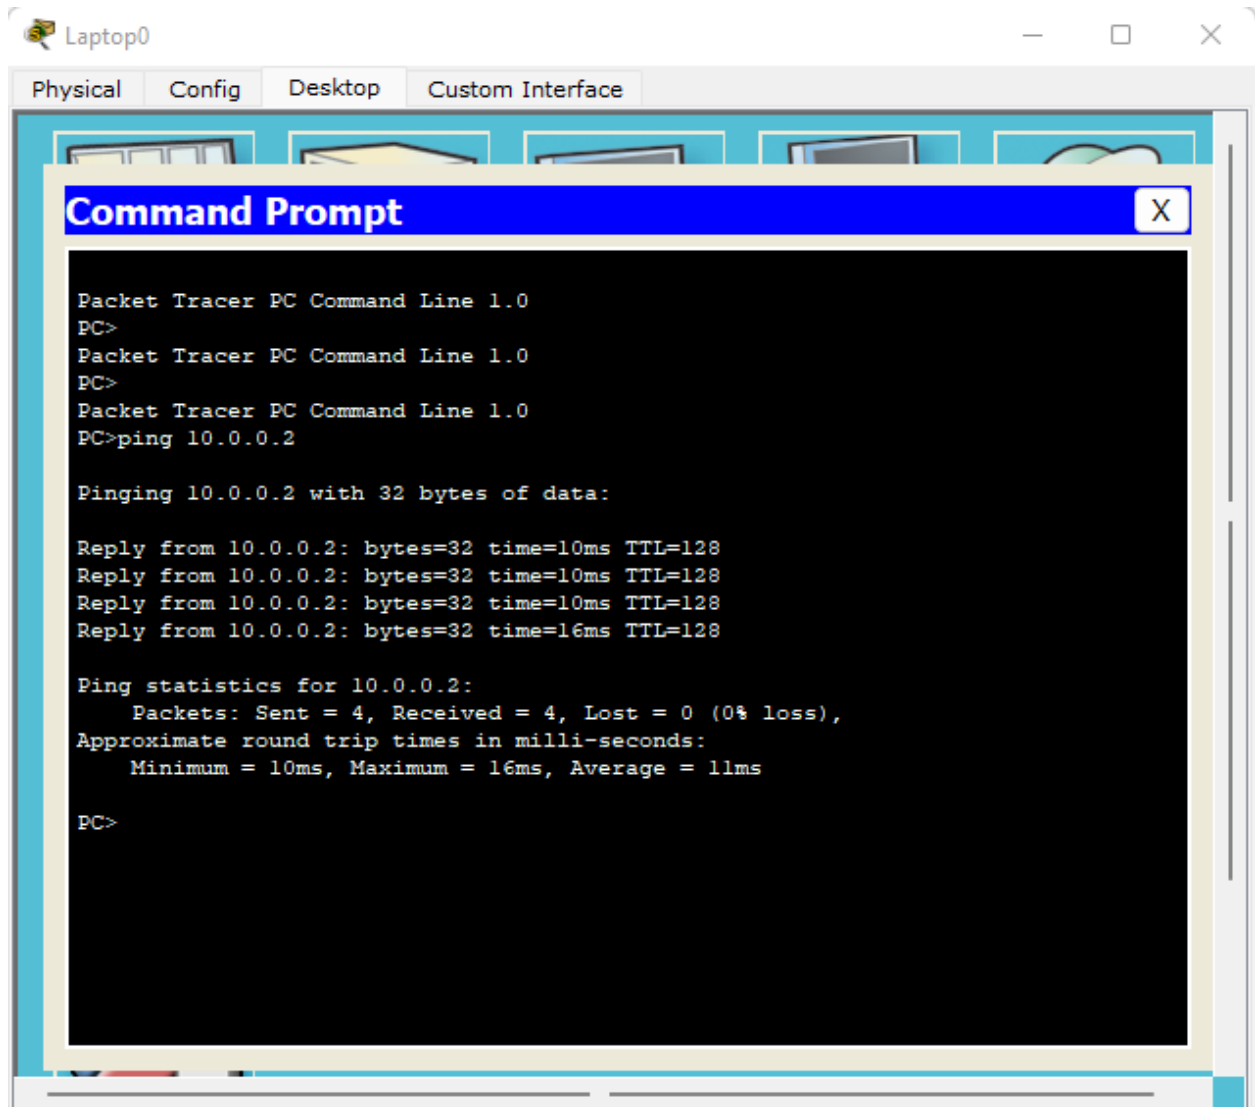 Laptop0
Physical Config Desktop Custom Interface
Command Prompt X
Packet Tracer PC Command Line 1.0
PC>
Packet Tracer PC Command Line 1.0
PC>
Packet Tracer PC Command Line 1.0
PC>ping 10.0.0.2
Pinging 10.0.0.2 with 32 bytes of data:
Reply from 10.0.0.2: bytes=32 time=10ms TTL=128
Reply from 10.0.0.2: bytes=32 time=10ms TTL=128
Reply from 10.0.0.2: bytes=32 time=10ms TTL=128
Reply from 10.0.0.2: bytes=32 time=16ms TTL=128
Ping statistics for 10.0.0.2:
Packets: Sent = 4, Received = 4, Lost = 0 (0% loss),
Approximate round trip times in milli-seconds:
Minimum = 10ms, Maximum = 16ms, Average = 11ms
PC>